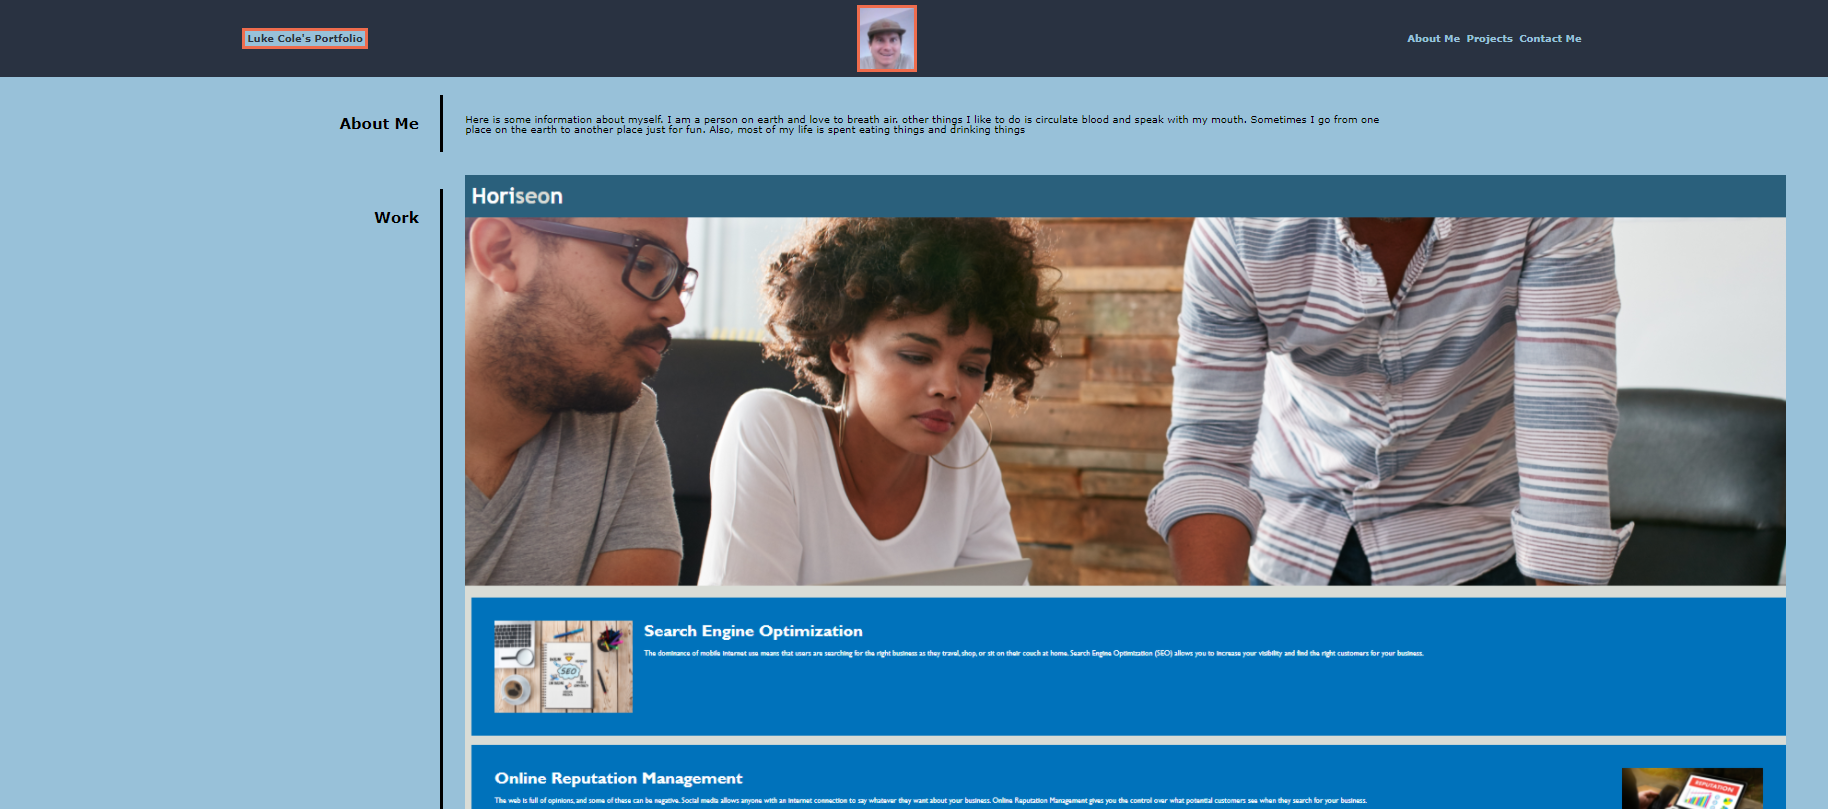 Luke Cole's Portfolio
About Me Projects Contact Me
About Me
Here is some information about myself. I am a person on earth and love to breath air. other things I like to do is circulate blood and speak with my mouth. Sometimes I go from one
place on the earth to another place just for fun. Also, most of my life is spent eating things and drinking things
Work
Horiseon
Search Engine Optimization
The dominance of mobile internet use means that users are searching for the right business as they travel, shop, or sit on their couch at home. Search Engine Optimization (SEO) allows you to increase your visibility and find the right customers for your business.
SEO
Online Reputation Management
The web is full of opinions, and some of these can be negative. Social media allows anyone with an internet connection to say whatever they want about your business. Online Reputation Management gives you the control over what potential customers see when they search for your business.
REPUTATION